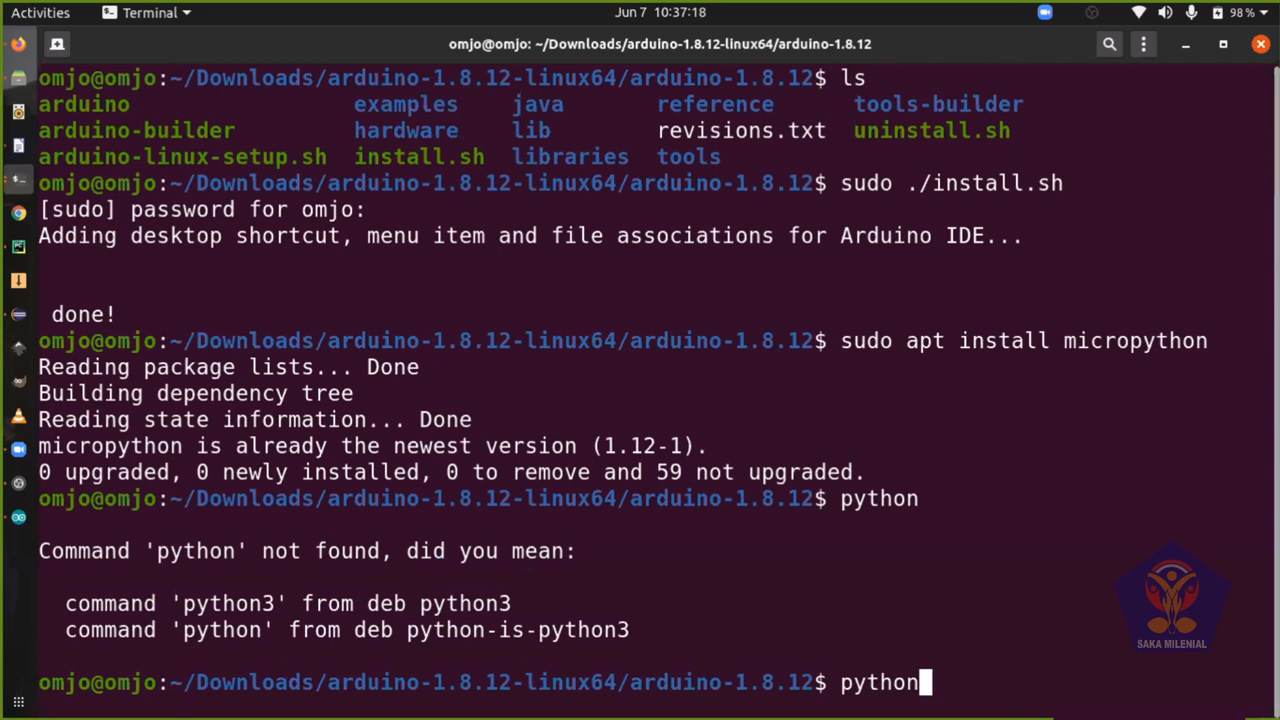 Activities Terminal Jun 7 10:37:18 98%
omjo@omjo: ~/Downloads/arduino-1.8.12-linux64/arduino-1.8.12
omjo@omjo:~/Downloads/arduino-1.8.12-linux64/arduino-1.8.12$ ls
arduino examples java reference tools-builder
arduino-builder hardware lib revisions.txt uninstall.sh
arduino-linux-setup.sh install.sh libraries tools
omjo@omjo:~/Downloads/arduino-1.8.12-linux64/arduino-1.8.12$ sudo ./install.sh
[sudo] password for omjo:
Adding desktop shortcut, menu item and file associations for Arduino IDE...
done!
omjo@omjo:~/Downloads/arduino-1.8.12-linux64/arduino-1.8.12$ sudo apt install micropython
Reading package lists... Done
Building dependency tree
Reading state information... Done
micropython is already the newest version (1.12-1).
0 upgraded, 0 newly installed, 0 to remove and 59 not upgraded.
omjo@omjo:~/Downloads/arduino-1.8.12-linux64/arduino-1.8.12$ python
Command 'python' not found, did you mean:
command 'python3' from deb python3
command 'python' from deb python-is-python3
omjo@omjo:~/Downloads/arduino-1.8.12-linux64/arduino-1.8.12$ python
SAKA MILENIAL